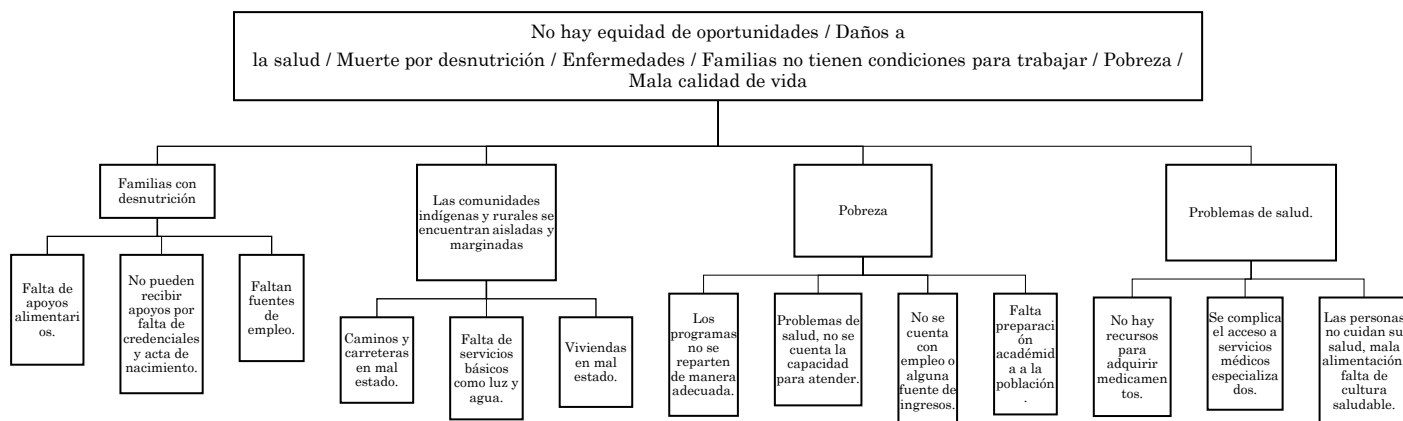 No hay equidad de oportunidades / Daños a
la salud / Muerte por desnutrición / Enfermedades / Familias no tienen condiciones para trabajar / Pobreza /
Mala calidad de vida
Familias con
desnutrición
Las comunidades
indígenas y rurales se
encuentran aisladas y
marginadas
Pobreza
Problemas de salud.
Falta de
apoyos
alimentari
os.
No pueden
recibir
apoyos por
falta de
credenciales
y acta de
nacimiento.
Faltan
fuentes
de
empleo.
Caminos y
carreteras
en mal
estado.
Falta de
servicios
básicos
como luz y
agua.
Viviendas
en mal
estado.
Los
programas
no se
reparten
de manera
adecuada.
Problemas de
salud, no se
cuenta la
capacidad
para atender.
No se
cuenta
con
empleo o
alguna
fuente de
ingresos.
Falta
preparaci
ón
académid
a a la
población
.
No hay
recursos
para
adquirir
medicamen
tos.
Se complica
el acceso a
servicios
médicos
especializa
dos.
Las personas
no cuidan su
salud, mala
alimentación,
falta de
cultura
saludable.